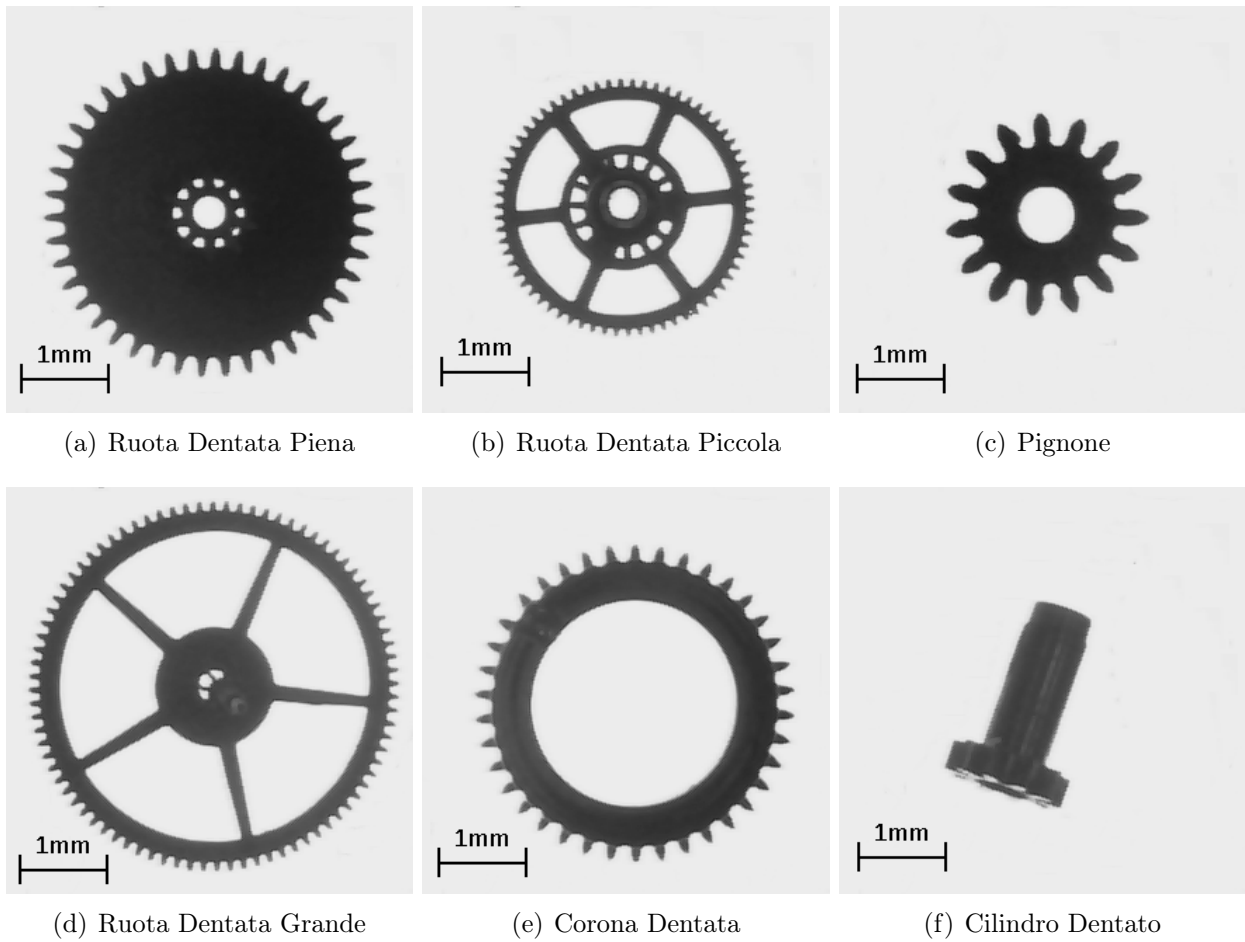 1mm
1mm
1mm
(a) Ruota Dentata Piena
(b) Ruota Dentata Piccola
(c) Pignone
1mm
1mm
1mm
(d) Ruota Dentata Grande
(e) Corona Dentata
(f) Cilindro Dentato